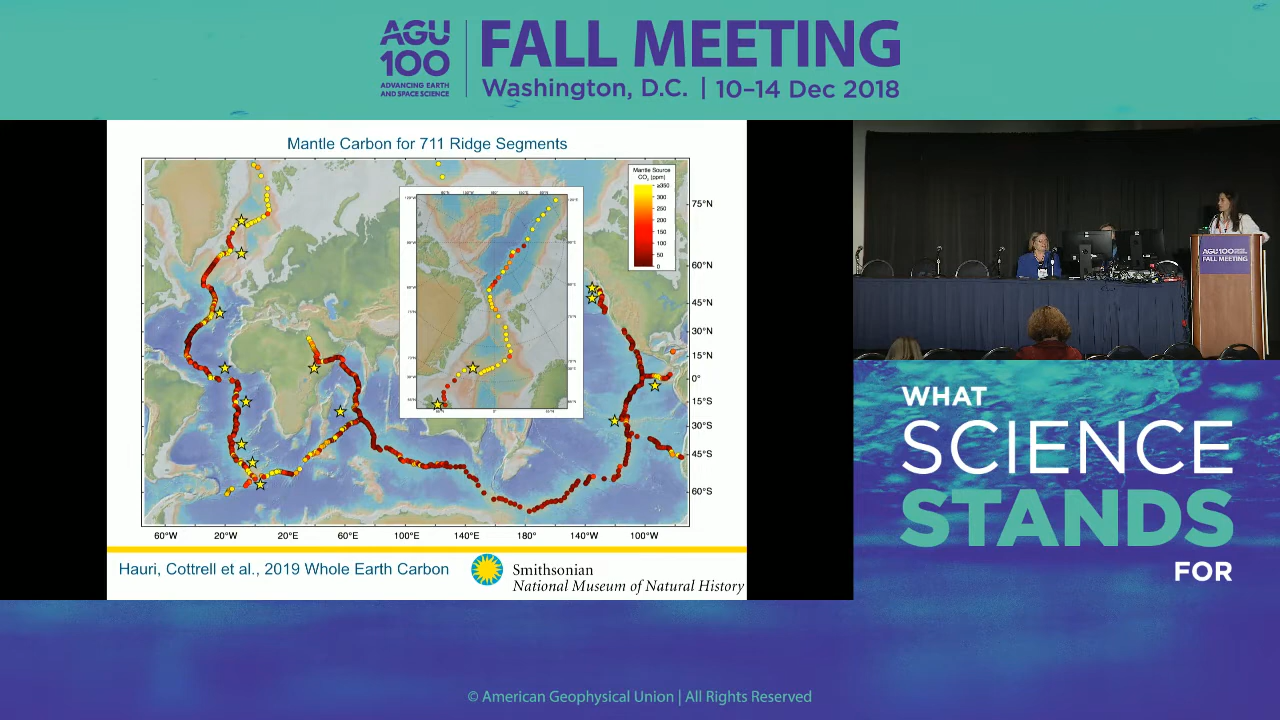 AGU
100
ADVANCING EARTH
AND SPACE SCIENCE
FALL MEETING
Washington, D.C. | 10–14 Dec 2018
Mantle Carbon for 711 Ridge Segments
Mantle Source
CO₂ (ppm)
≥350
300
250
200
150
100
50
0
75°N
60°N
45°N
30°N
15°N
0°
15°S
30°S
45°S
60°S
60°W 20°W 20°E 60°E 100°E 140°E 180° 140°W 100°W
Hauri, Cottrell et al., 2019 Whole Earth Carbon
Smithsonian
National Museum of Natural History
AGU100
FALL MEETING
WHAT
SCIENCE
STANDS
FOR
© American Geophysical Union | All Rights Reserved